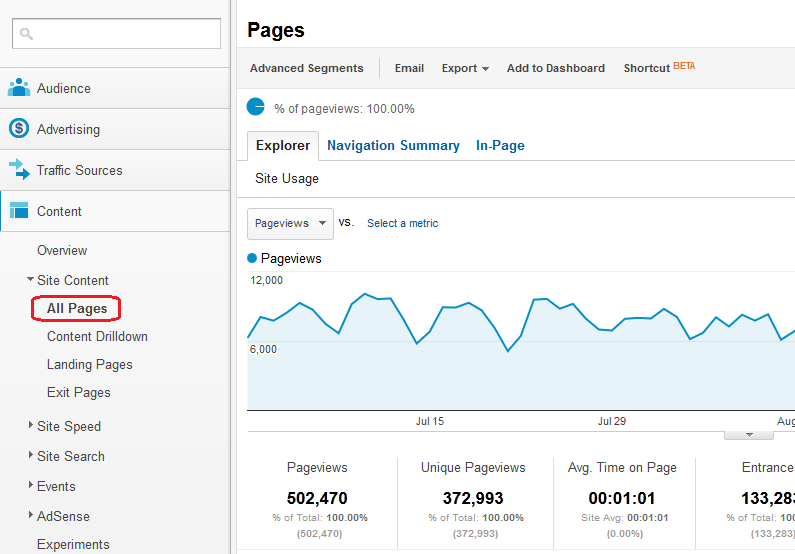 Audience
Advertising
Traffic Sources
Content
Overview
Site Content
All Pages
Content Drilldown
Landing Pages
Exit Pages
Site Speed
Site Search
Events
AdSense
Experiments
Pages
Advanced Segments Email Export Add to Dashboard Shortcut BETA
% of pageviews: 100.00%
Explorer Navigation Summary In-Page
Site Usage
Pageviews vs. Select a metric
Pageviews
12,000
6,000
Jul 15 Jul 29 Aug
Pageviews Unique Pageviews Avg. Time on Page Entrance
502,470 372,993 00:01:01 133,283
% of Total: 100.00% % of Total: 100.00% Site Avg: 00:01:01 % of Total: 100.00%
(502,470) (372,993) (0.00%) (133,283)